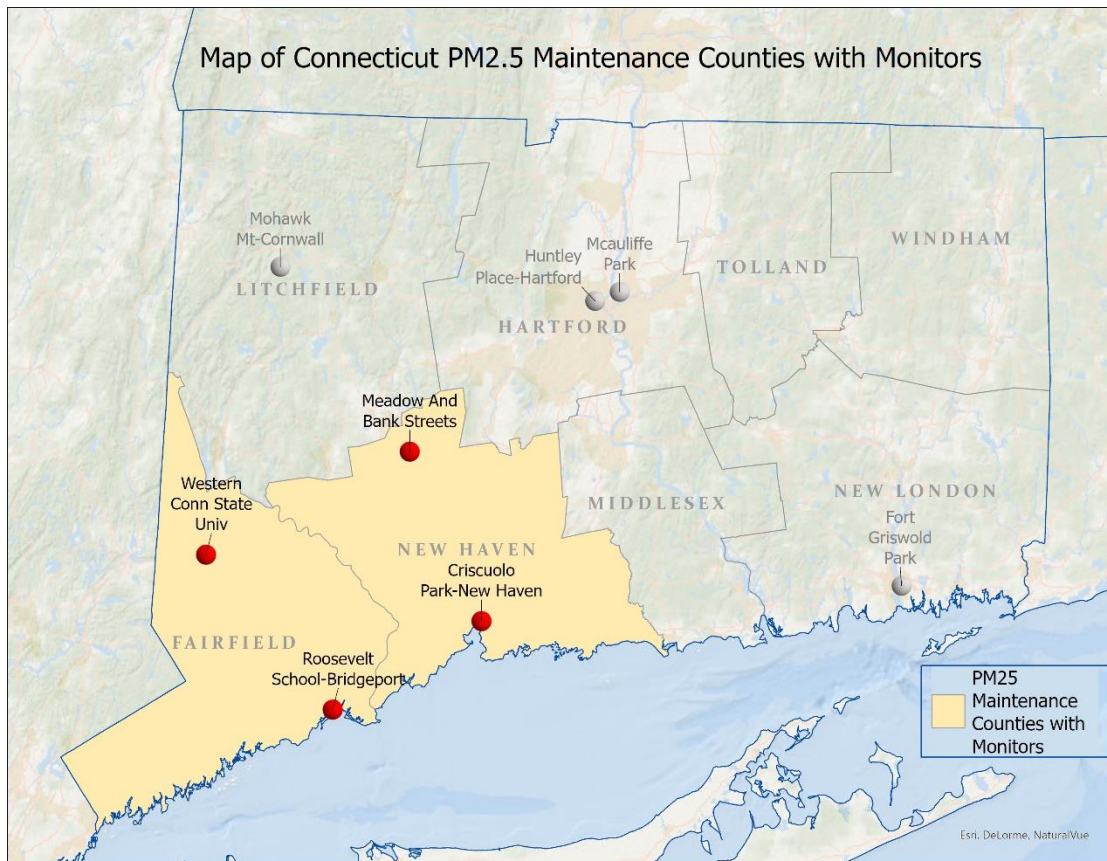 Map of Connecticut PM2.5 Maintenance Counties with Monitors
Mohawk
Mt-Cornwall
LITCHFIELD
Huntley
Place-Hartford
Mcauliffe
Park
HARTFORD
TOLLAND
WINDHAM
Meadow And
Bank Streets
Western
Conn State
Univ
NEW HAVEN
Criscuolo
Park-New Haven
MIDDLESEX
NEW LONDON
Fort
Griswold
Park
FAIRFIELD
Roosevelt
School-Bridgeport
PM25
Maintenance
Counties with
Monitors
Esri, DeLorme, NaturalVue